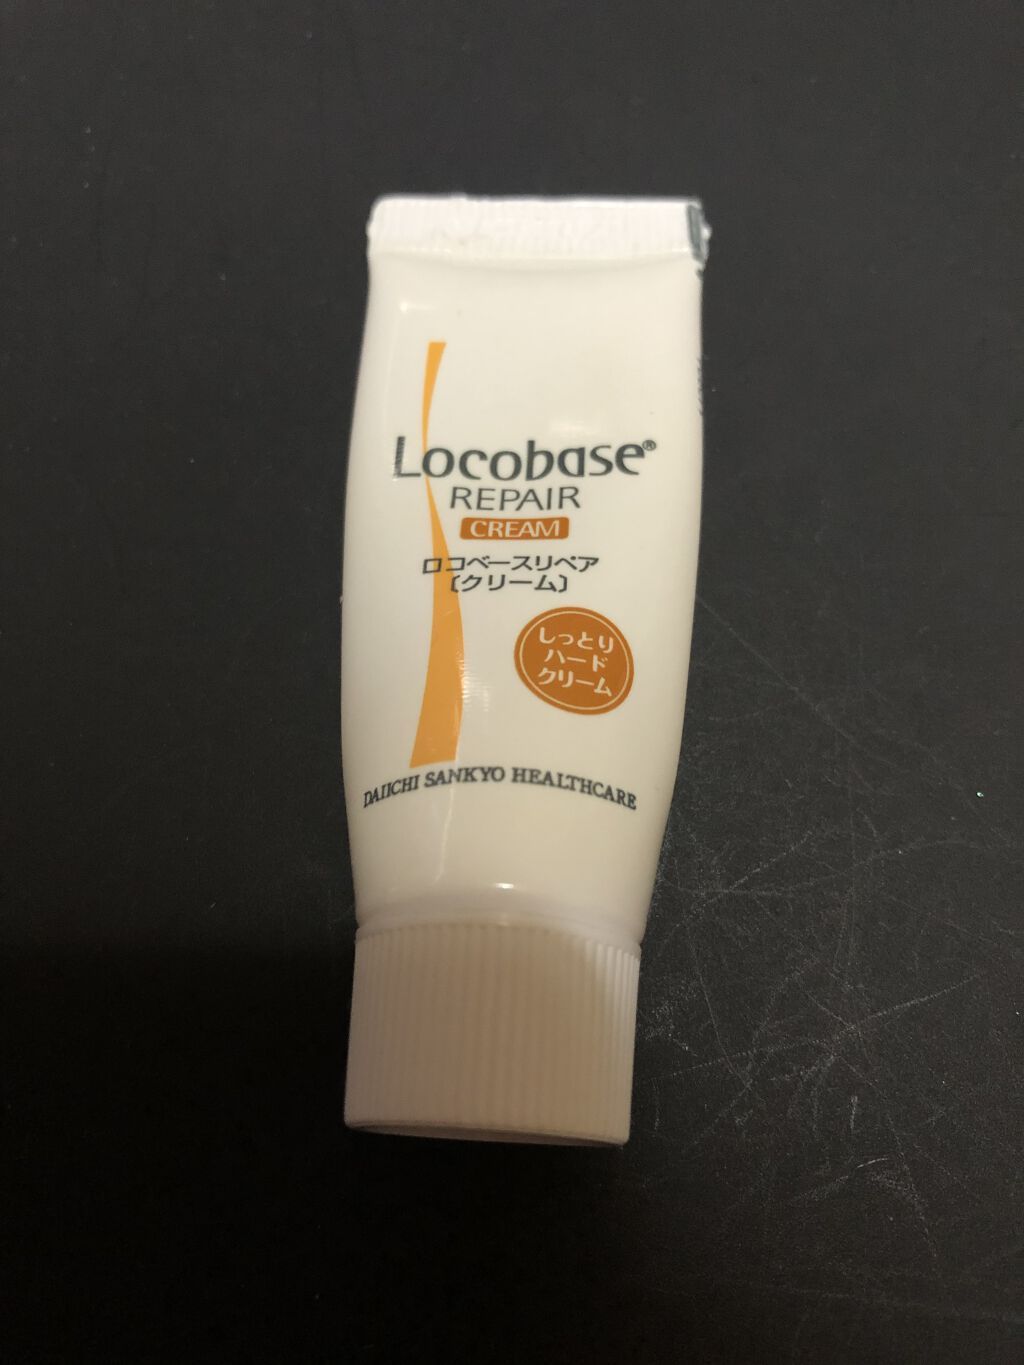 Locobase®
REPAIR
CREAM
ロコベースリペア
〔クリーム〕
しっとり
ハード
クリーム
DAIICHI SANKYO HEALTHCARE